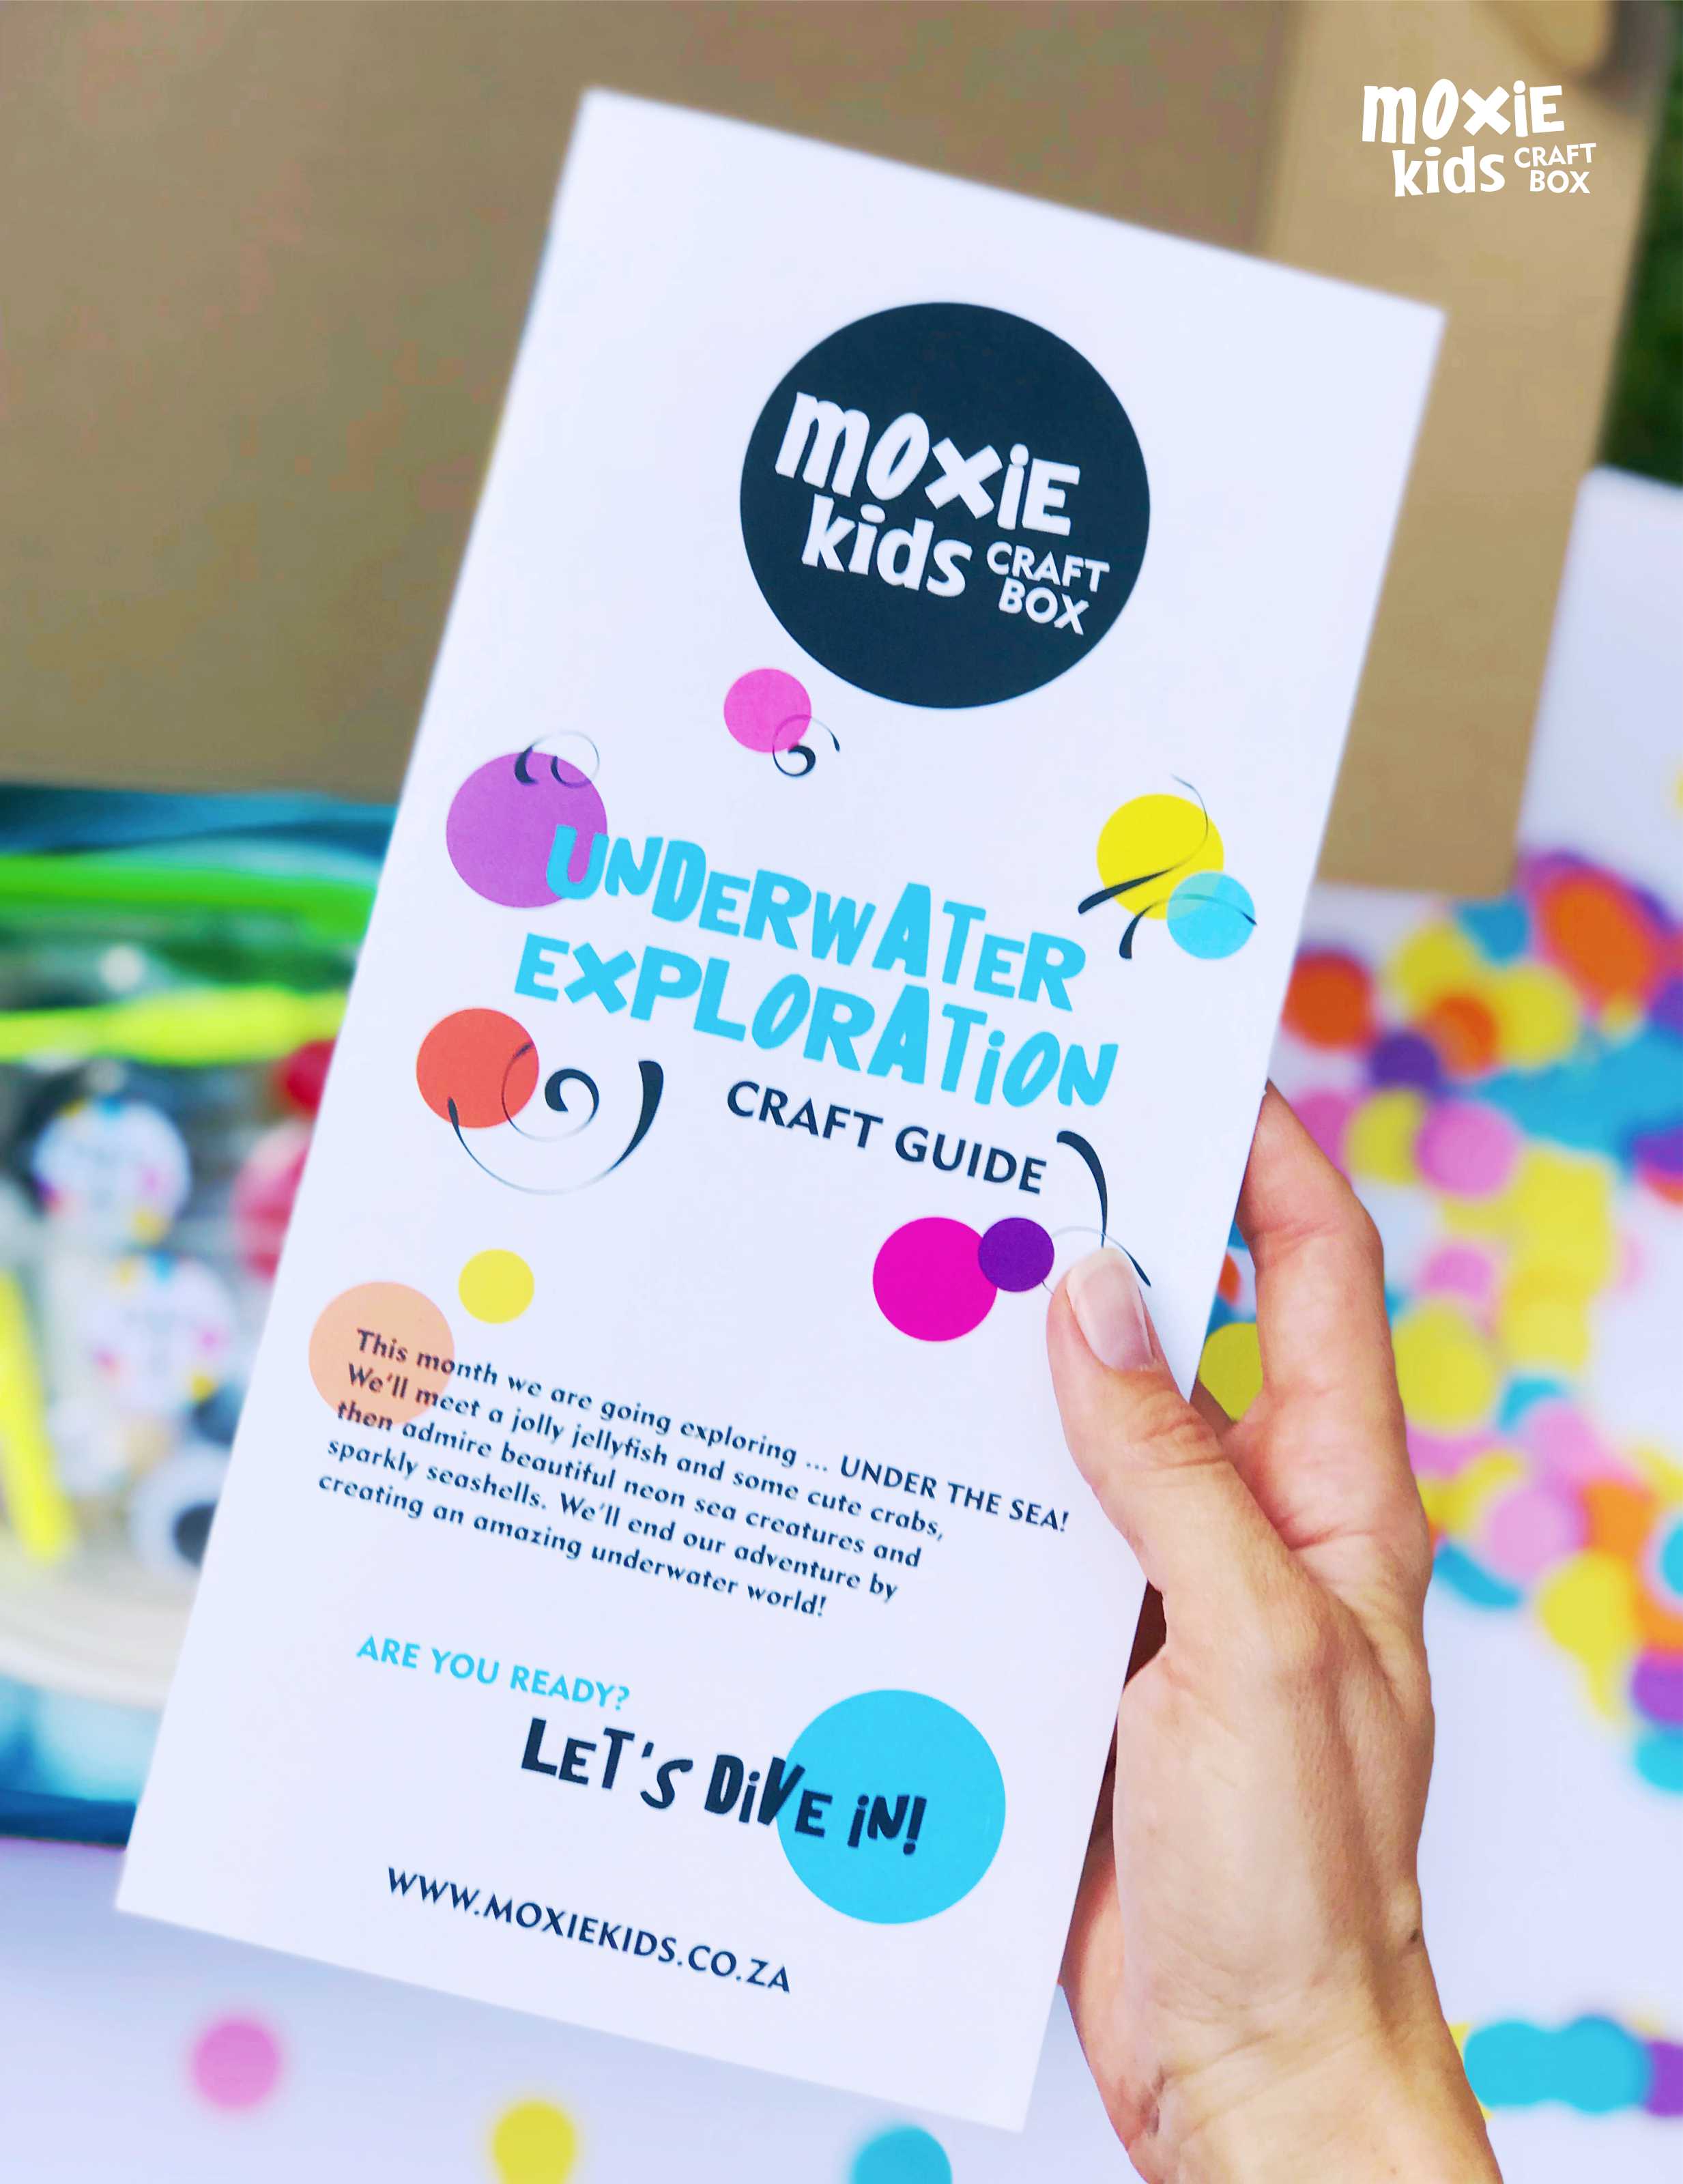 moxiE
kids CRAFT
BOX
moxiE
kids CRAFT
BOX
UNDERWATER
EXPLORATiON
CRAFT GUIDE
This month we are going exploring ... UNDER THE SEA!
We'll meet a jolly jellyfish and some cute crabs,
then admire beautiful neon sea creatures and
sparkly seashells. We'll end our adventure by
creating an amazing underwater world!
ARE YOU READY?
LET'S DiVE iN!
WWW.MOXIEKIDS.CO.ZA